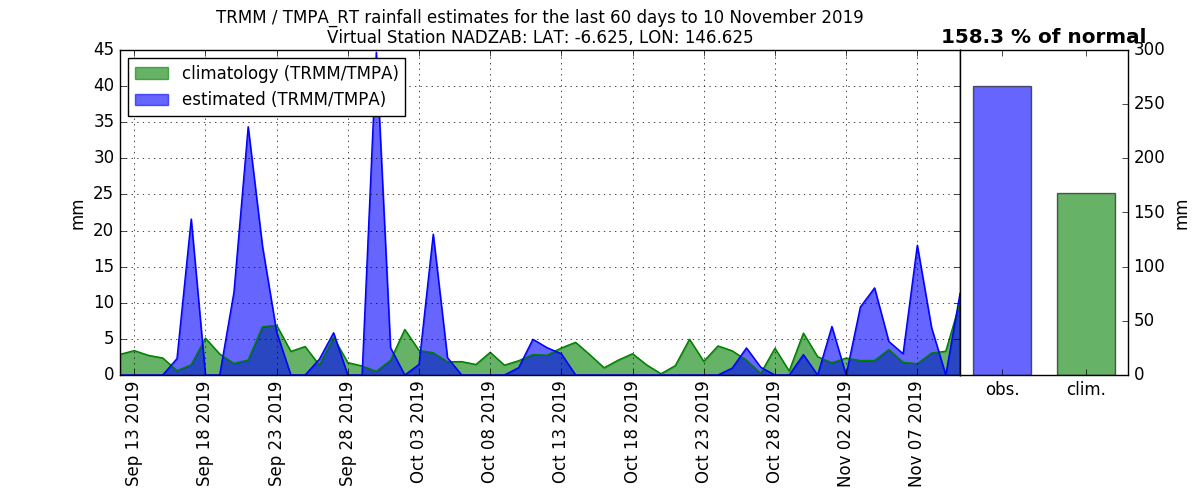 TRMM / TMPA_RT rainfall estimates for the last 60 days to 10 November 2019
Virtual Station NADZAB: LAT: -6.625, LON: 146.625
158.3 % of normal
climatology (TRMM/TMPA)
estimated (TRMM/TMPA)
45
40
35
30
25
20
15
10
5
0
mm
Sep 13 2019
Sep 18 2019
Sep 23 2019
Sep 28 2019
Oct 03 2019
Oct 08 2019
Oct 13 2019
Oct 18 2019
Oct 23 2019
Oct 28 2019
Nov 02 2019
Nov 07 2019
obs.
clim.
300
250
200
150
100
50
0
mm